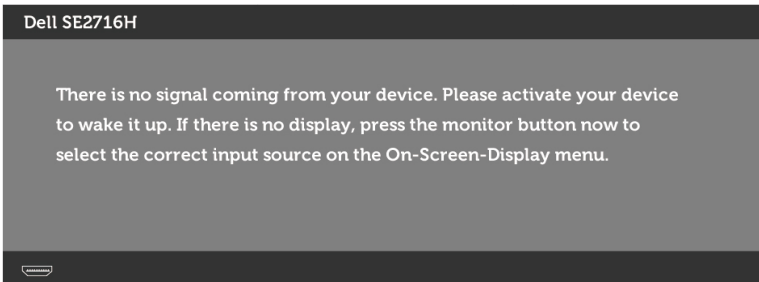 Dell SE2716H
There is no signal coming from your device. Please activate your device
to wake it up. If there is no display, press the monitor button now to
select the correct input source on the On-Screen-Display menu.